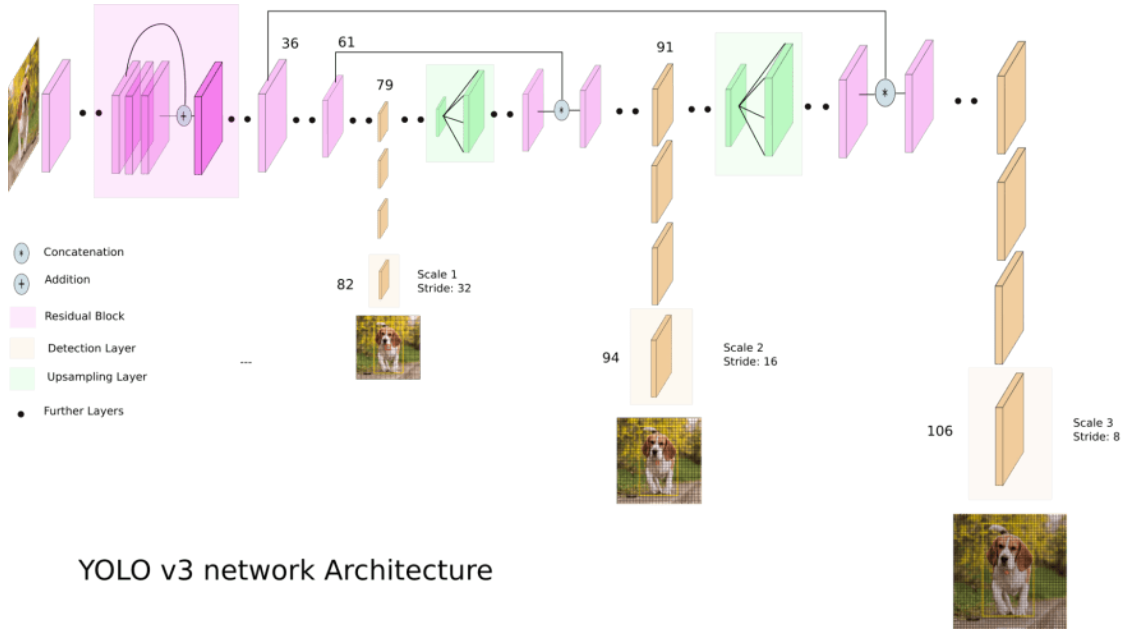 36
61
79
91
82
Scale 1
Stride: 32
94
Scale 2
Stride: 16
106
Scale 3
Stride: 8
* Concatenation
+ Addition
Residual Block
Detection Layer
---
Upsampling Layer
Further Layers
YOLO v3 network Architecture